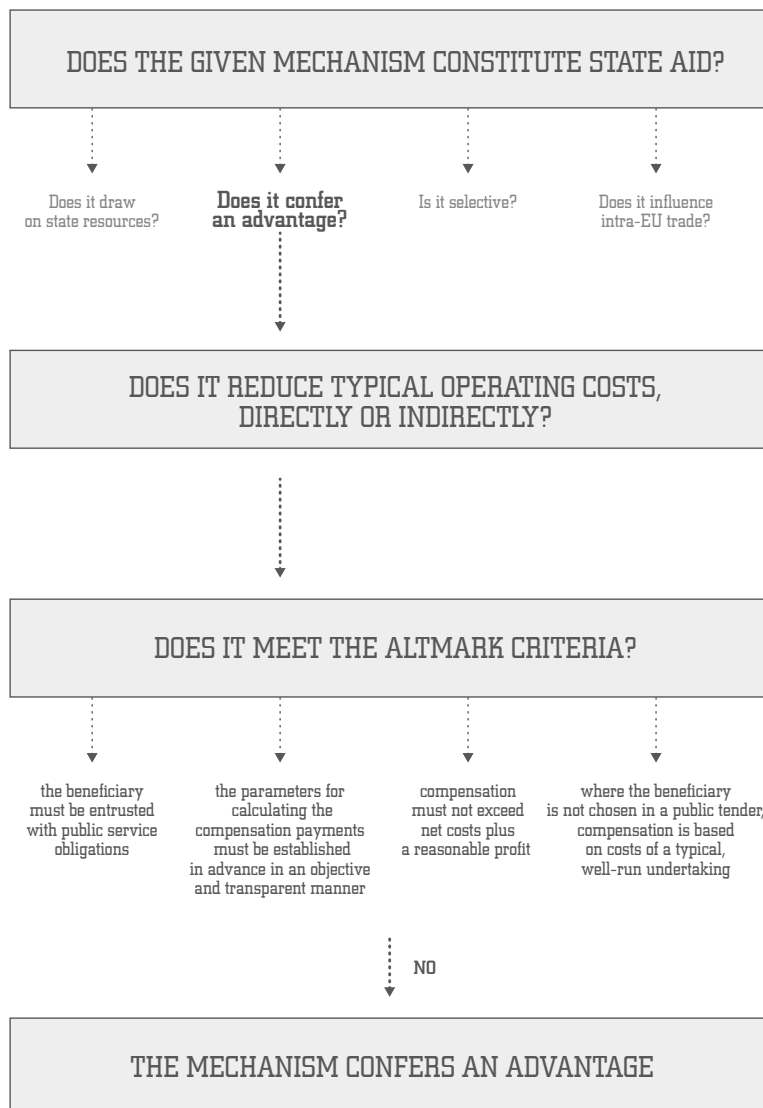 DOES THE GIVEN MECHANISM CONSTITUTE STATE AID?
Does it draw
on state resources?
Does it confer
an advantage?
Is it selective?
Does it influence
intra-EU trade?
DOES IT REDUCE TYPICAL OPERATING COSTS,
DIRECTLY OR INDIRECTLY?
DOES IT MEET THE ALTMARK CRITERIA?
the beneficiary
must be entrusted
with public service
obligations
the parameters for
calculating the
compensation payments
must be established
in advance in an objective
and transparent manner
compensation
must not exceed
net costs plus
a reasonable profit
where the beneficiary
is not chosen in a public tender,
compensation is based
on costs of a typical,
well-run undertaking
NO
THE MECHANISM CONFERS AN ADVANTAGE